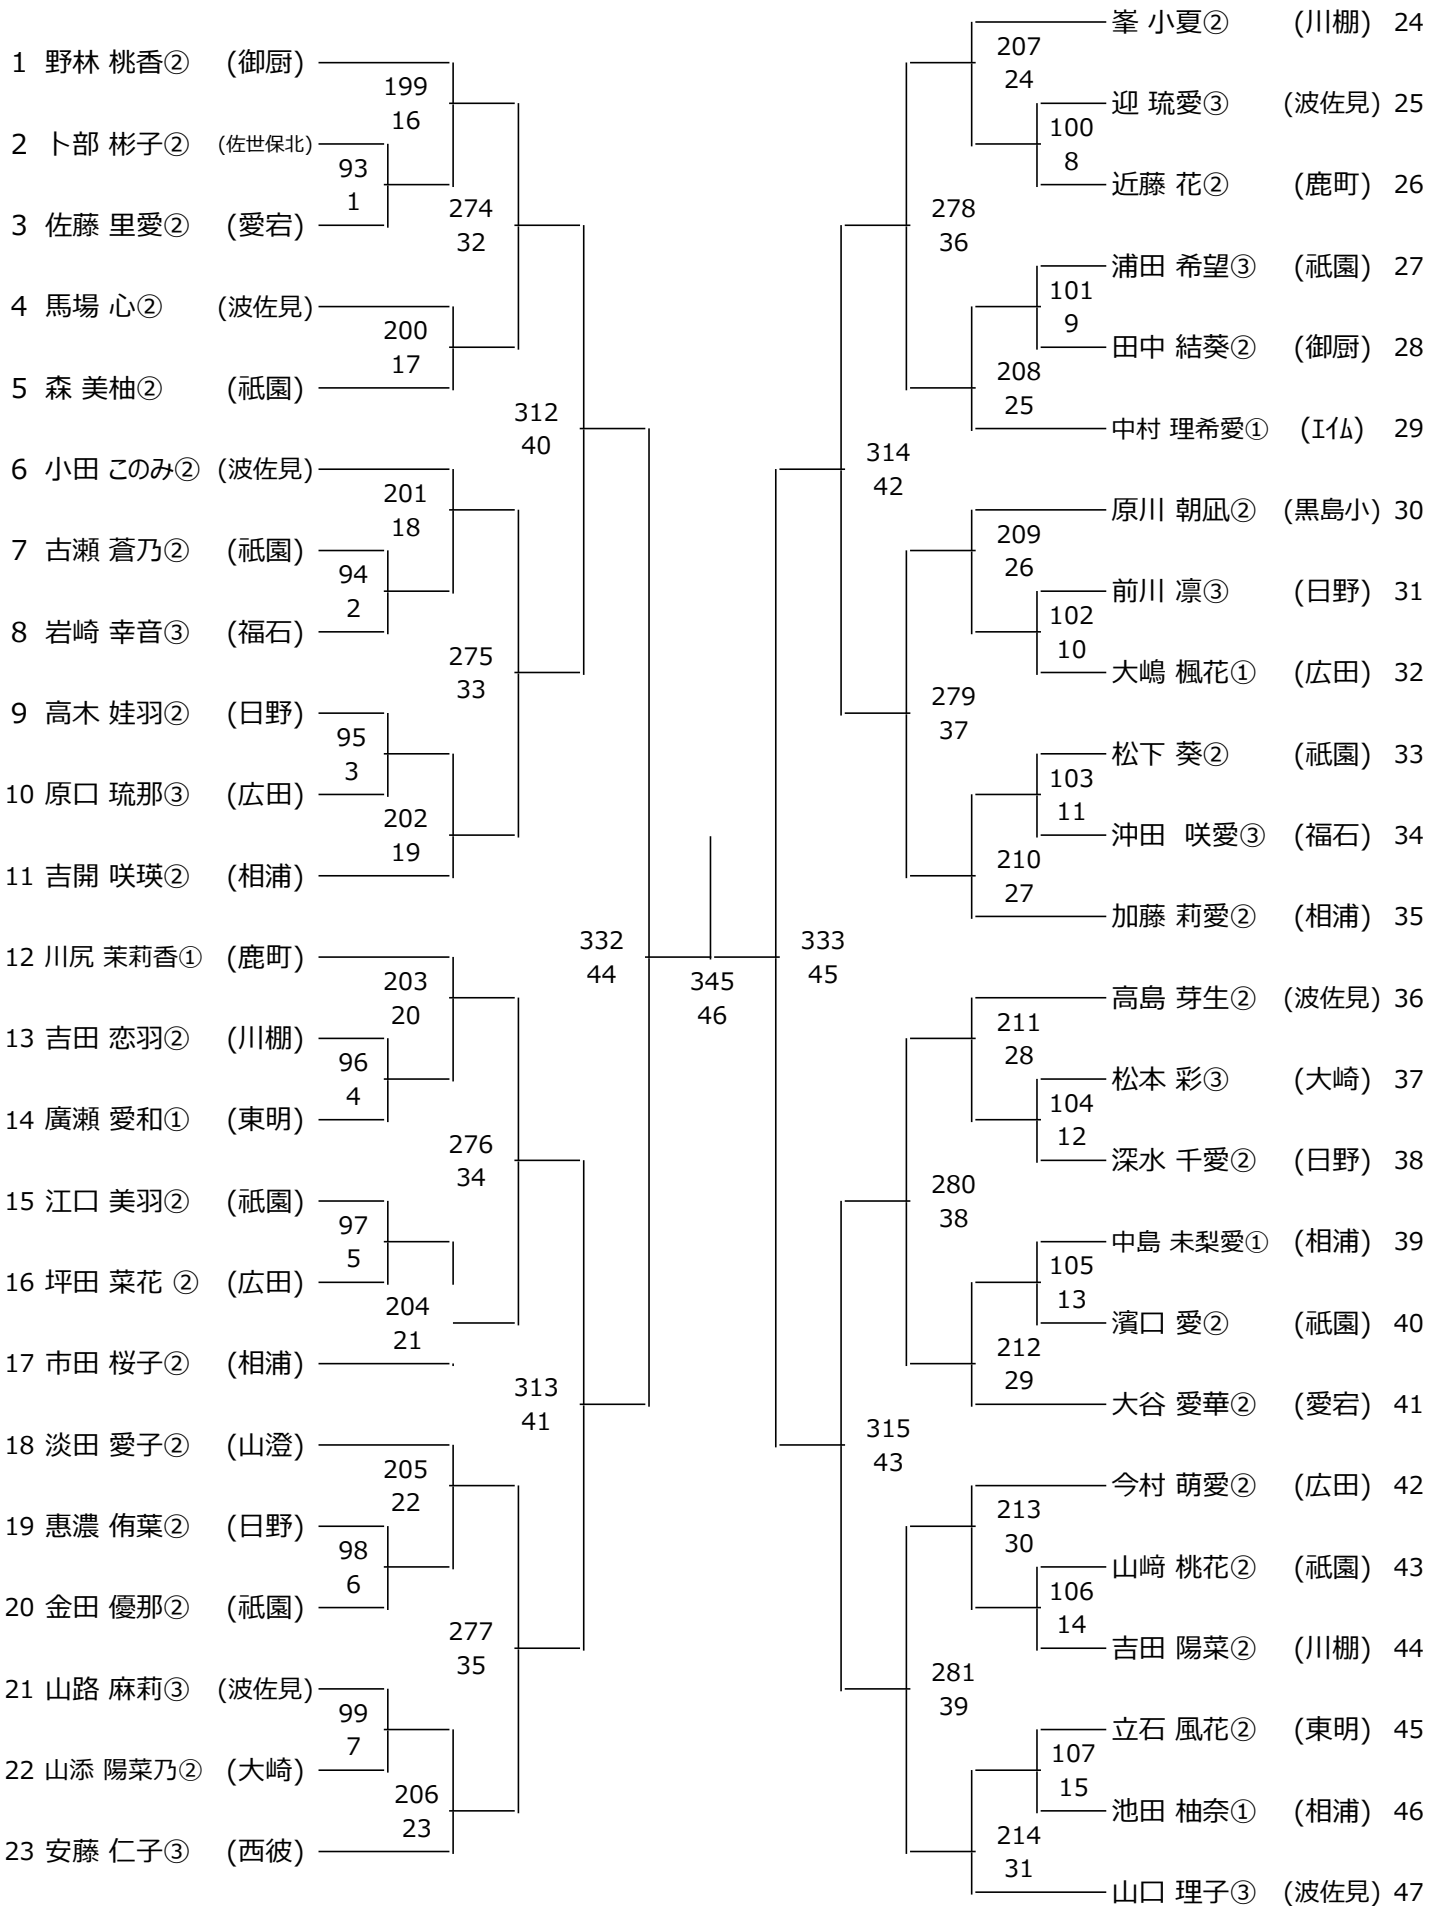 1 野林 桃香② (御厨)
199
16
2 卜部 彬子② (佐世保北)
93
1
3 佐藤 里愛② (愛宕)
274
32
4 馬場 心② (波佐見)
200
17
5 森 美柚② (祇園)
312
40
6 小田 このみ② (波佐見)
201
18
7 古瀬 蒼乃② (祇園)
94
2
8 岩崎 幸音③ (福石)
275
33
9 高木 娃羽② (日野)
95
3
10 原口 琉那③ (広田)
202
19
11 吉開 咲瑛② (相浦)
332
44
12 川尻 茉莉香① (鹿町)
203
20
13 吉田 恋羽② (川棚)
96
4
14 廣瀬 愛和① (東明)
276
34
15 江口 美羽② (祇園)
97
5
16 坪田 菜花 ② (広田)
204
21
17 市田 桜子② (相浦)
313
41
18 淡田 愛子② (山澄)
205
22
19 惠濃 侑葉② (日野)
98
6
20 金田 優那② (祇園)
277
35
21 山路 麻莉③ (波佐見)
99
7
22 山添 陽菜乃② (大崎)
206
23
23 安藤 仁子③ (西彼)
345
46
峯 小夏② (川棚) 24
207
24
迎 琉愛③ (波佐見) 25
100
8
近藤 花② (鹿町) 26
278
36
浦田 希望③ (祇園) 27
101
9
田中 結葵② (御厨) 28
208
25
中村 理希愛① (ｴｲﾑ) 29
314
42
原川 朝凪② (黒島小) 30
209
26
前川 凛③ (日野) 31
102
10
大嶋 楓花① (広田) 32
279
37
松下 葵② (祇園) 33
103
11
沖田 咲愛③ (福石) 34
210
27
加藤 莉愛② (相浦) 35
333
45
高島 芽生② (波佐見) 36
211
28
松本 彩③ (大崎) 37
104
12
深水 千愛② (日野) 38
280
38
中島 未梨愛① (相浦) 39
105
13
濱口 愛② (祇園) 40
212
29
大谷 愛華② (愛宕) 41
315
43
今村 萌愛② (広田) 42
213
30
山﨑 桃花② (祇園) 43
106
14
吉田 陽菜② (川棚) 44
281
39
立石 風花② (東明) 45
107
15
池田 柚奈① (相浦) 46
214
31
山口 理子③ (波佐見) 47